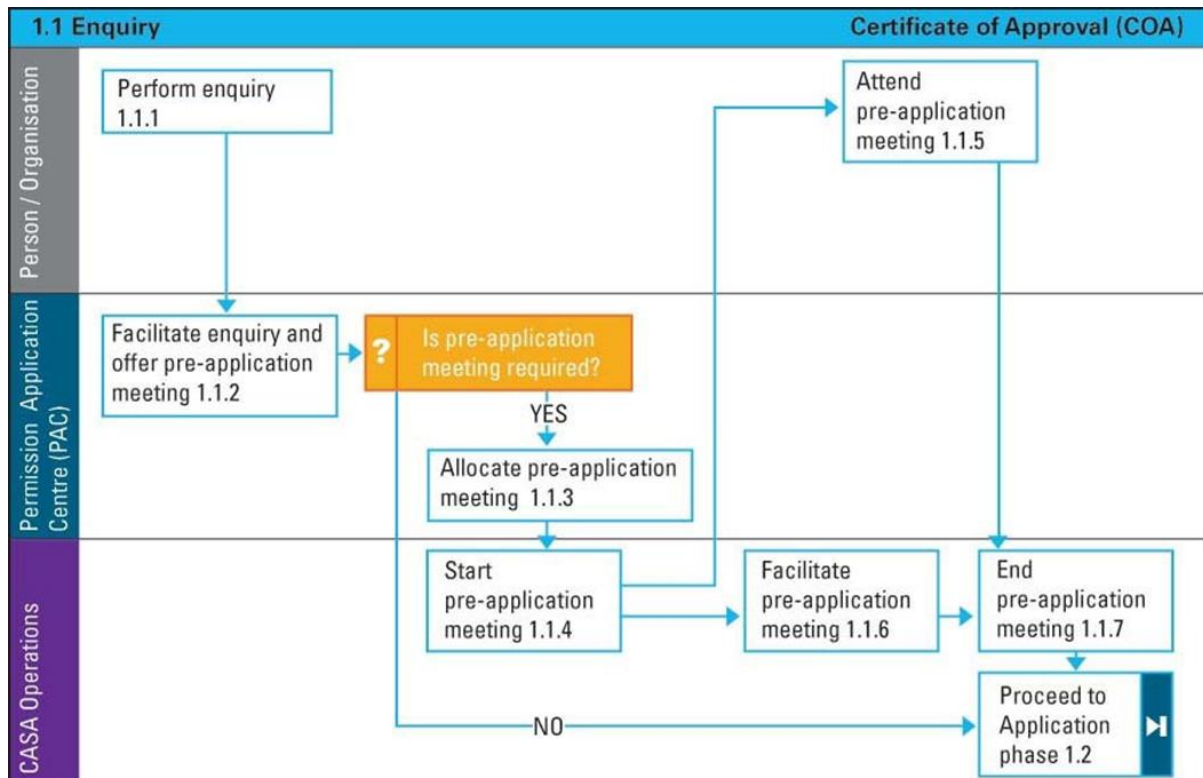 1.1 Enquiry
Certificate of Approval (COA)
Person / Organisation
Perform enquiry
1.1.1
Attend
pre-application
meeting 1.1.5
Permission Application
Centre (PAC)
Facilitate enquiry and
offer pre-application
meeting 1.1.2
?
Is pre-application
meeting required?
YES
Allocate pre-application
meeting 1.1.3
CASA Operations
Start
pre-application
meeting 1.1.4
Facilitate
pre-application
meeting 1.1.6
End
pre-application
meeting 1.1.7
NO
Proceed to
Application
phase 1.2